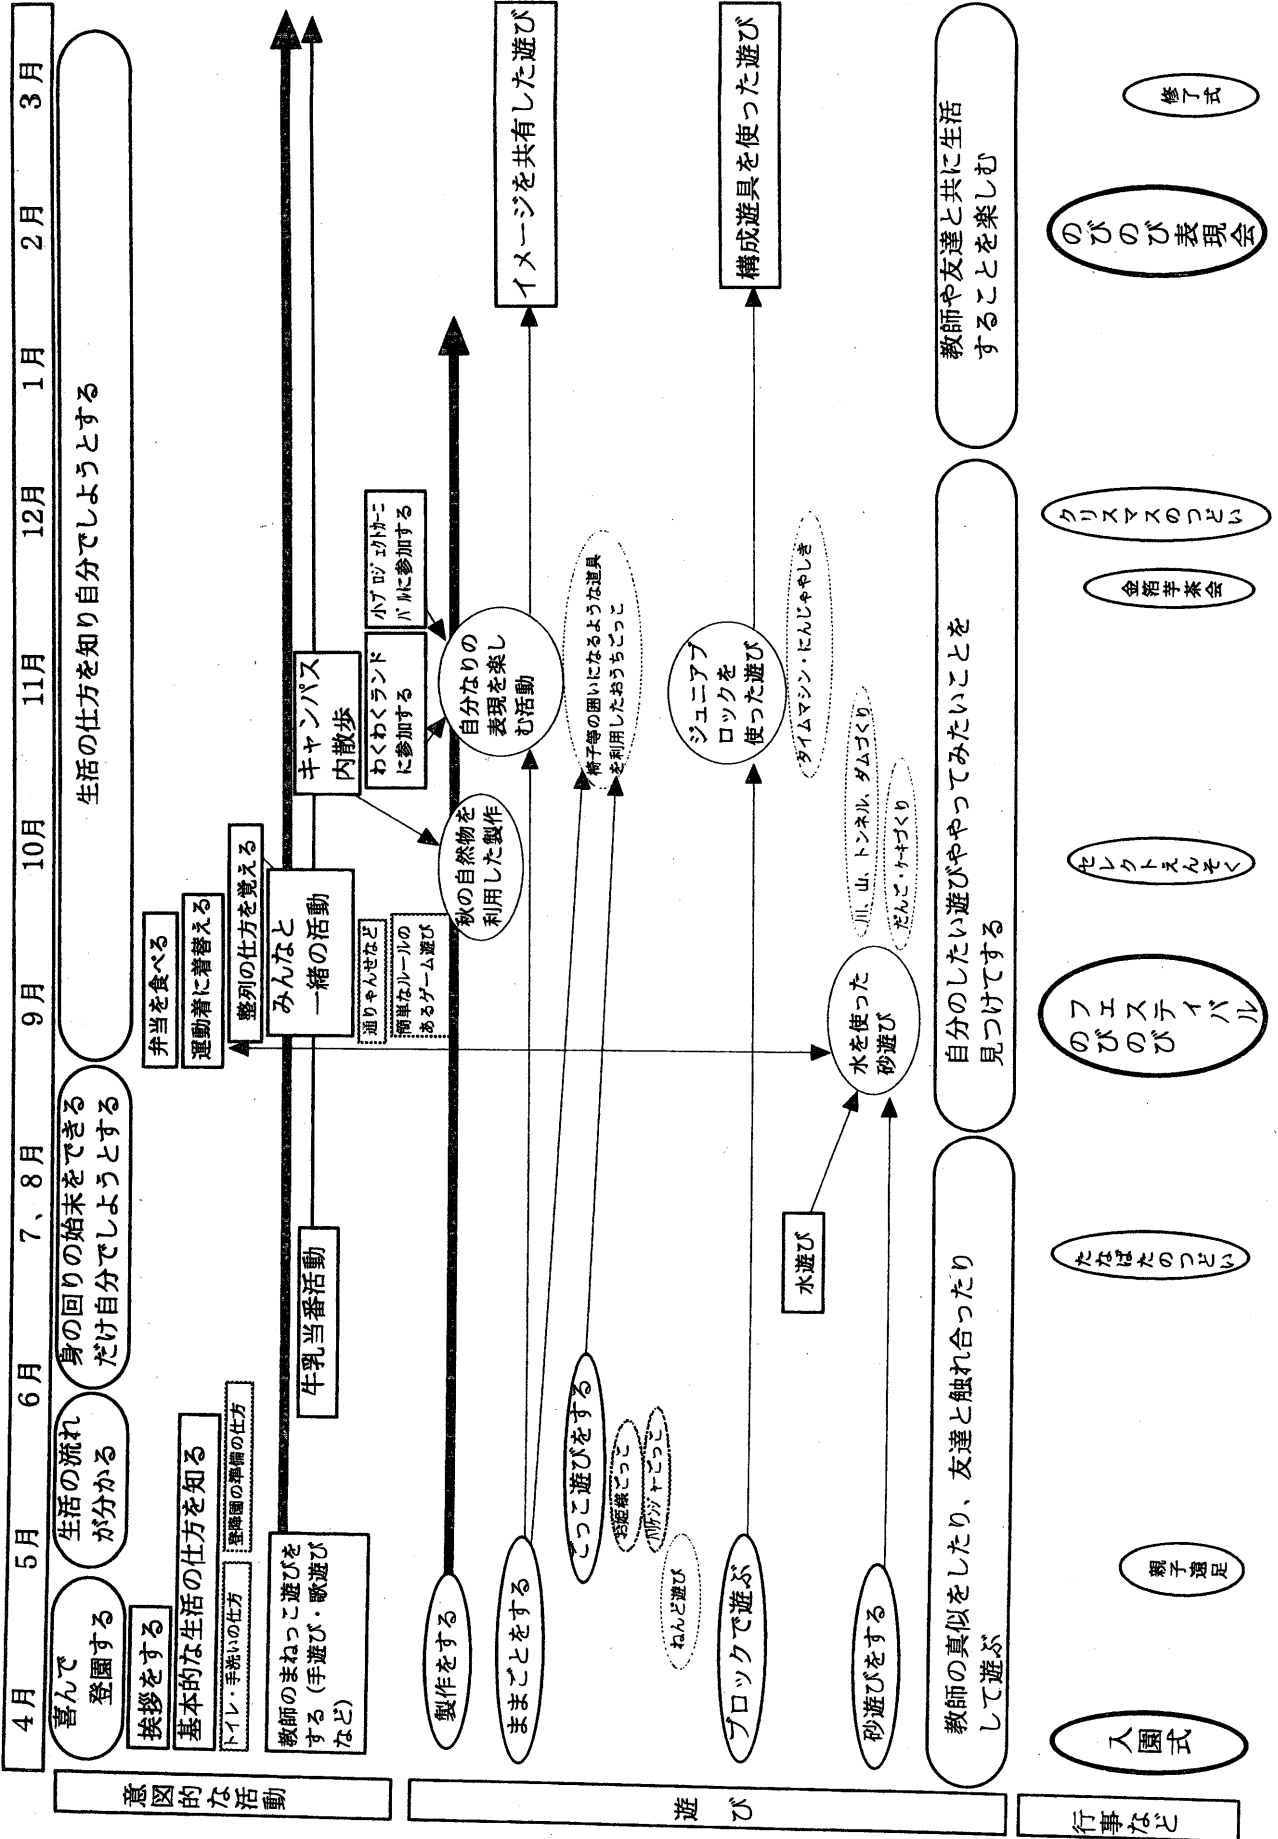 4月
5月
6月
7、8月
9月
10月
11月
12月
1月
2月
3月
意図的な活動
喜んで
登園する
生活の流れ
が分かる
身の回りの始末をできる
だけ自分でしようとする
生活の仕方を知り自分でしようとする
挨拶をする
基本的な生活の仕方を知る
トイレ・手洗いの仕方
登降園の準備の仕方
弁当を食べる
運動着に着替える
整列の仕方を覚える
教師のまねっこ遊びを
する（手遊び・歌遊び
など）
牛乳当番活動
みんなと
一緒の活動
通りゃんせなど
簡単なルールの
あるゲーム遊び
キャンパス
内散歩
わくわくランド
に参加する
小プロジェクトカーニ
バルに参加する
遊び
製作をする
秋の自然物を
利用した製作
自分なりの
表現を楽し
む活動
イメージを共有した遊び
ままごとをする
ごっこ遊びをする
お姫様ごっこ
ハリケンジャーごっこ
椅子等の囲いになるような道具
を利用したおうちごっこ
ねんど遊び
ブロックで遊ぶ
ジュニアブ
ロックを
使った遊び
構成遊具を使った遊び
タイムマシン・にんじゃやしき
水遊び
砂遊びをする
水を使った
砂遊び
川、山、トンネル、ダムづくり
だんご・ケーキづくり
教師の真似をしたり、友達と触れ合ったり
して遊ぶ
自分のしたい遊びややってみたいことを
見つけてする
教師や友達と共に生活
することを楽しむ
行事など
入園式
親子遠足
たなばたのつどい
のびのび
フェスティバル
セレクトえんそく
金箔芋茶会
クリスマスのつどい
のびのび表現会
修了式